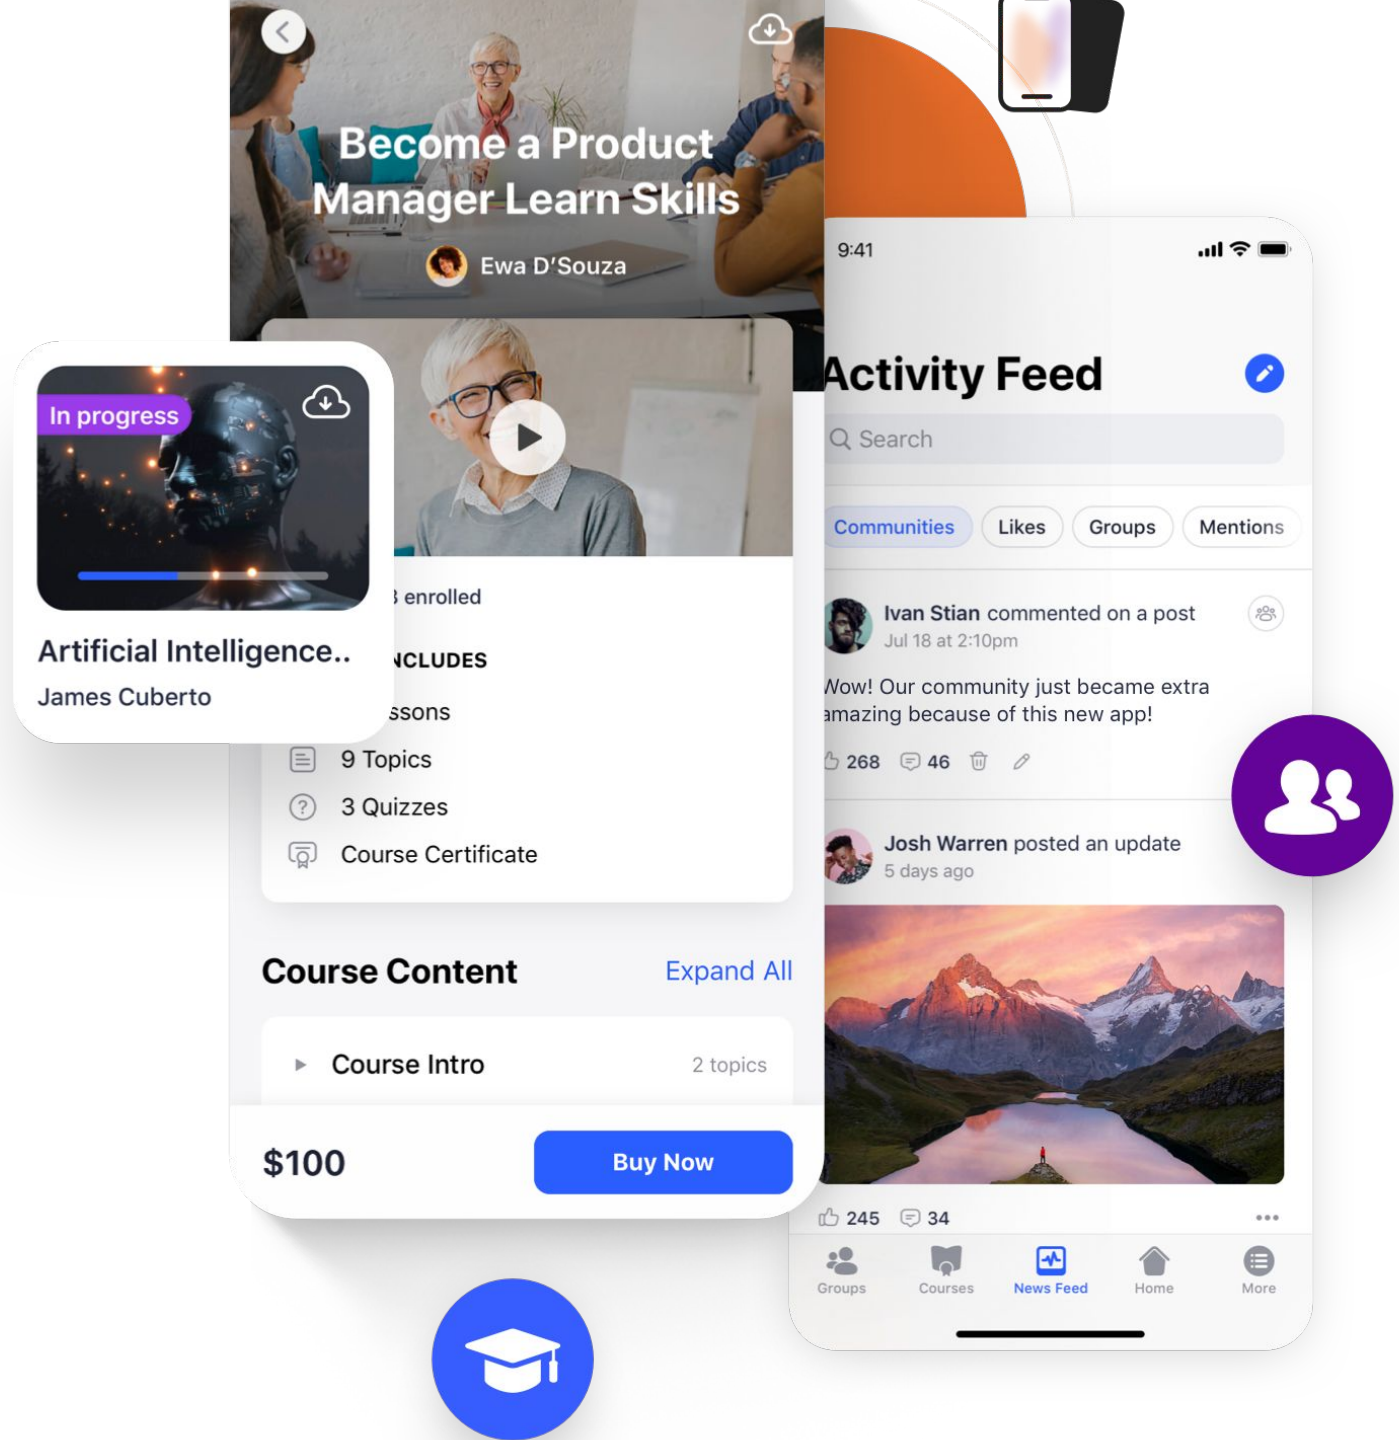 Become a Product
Manager Learn Skills
Ewa D'Souza
In progress
Artificial Intelligence..
James Cuberto
enrolled
9 Topics
3 Quizzes
Course Certificate
Course Content
Expand All
Course Intro
2 topics
$100
Buy Now
9:41
Activity Feed
Search
Communities
Likes
Groups
Mentions
Ivan Stian commented on a post
Jul 18 at 2:10pm
Wow! Our community just became extra
amazing because of this new app!
268
46
Josh Warren posted an update
5 days ago
245
34
Groups
Courses
News Feed
Home
More